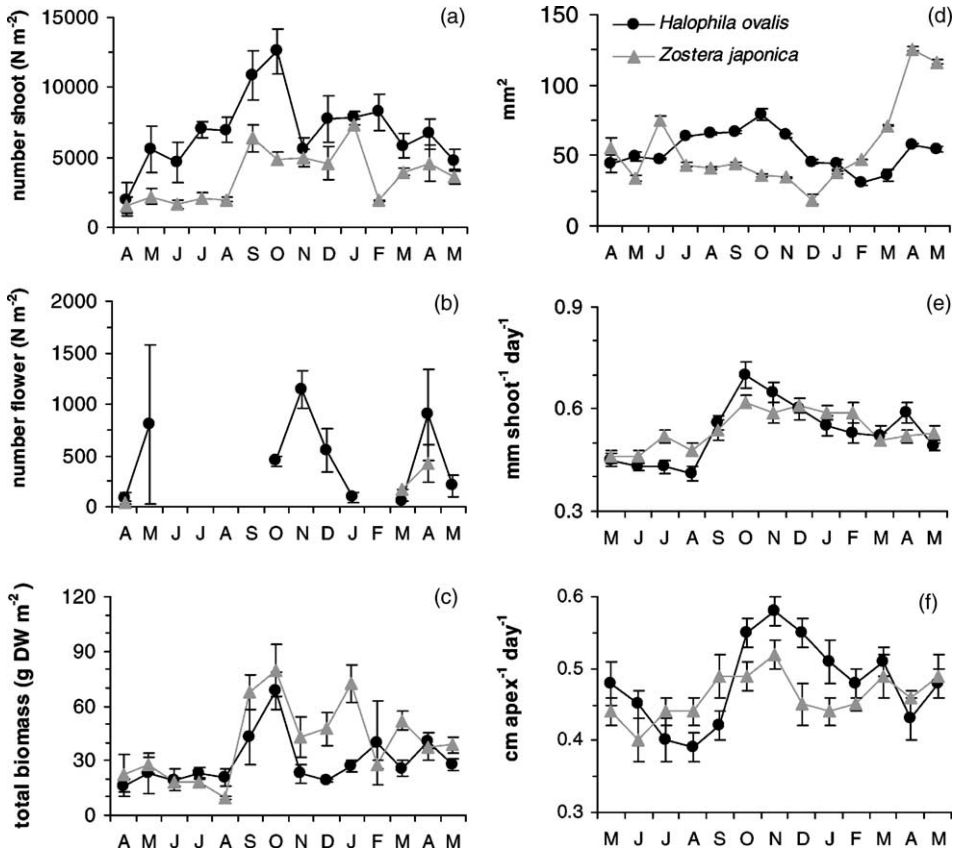 (a)
number shoot (N m-2)
15000
10000
5000
0
A M J J A S O N D J F M A M
(d)
Halophila ovalis
Zostera japonica
mm2
150
100
50
0
A M J J A S O N D J F M A M
(b)
number flower (N m-2)
2000
1500
1000
500
0
A M J J A S O N D J F M A M
(e)
mm shoot-1 day-1
0.9
0.6
0.3
M J J A S O N D J F M A M
(c)
total biomass (g DW m-2)
120
90
60
30
0
A M J J A S O N D J F M A M
(f)
cm apex-1 day-1
0.6
0.5
0.4
0.3
M J J A S O N D J F M A M